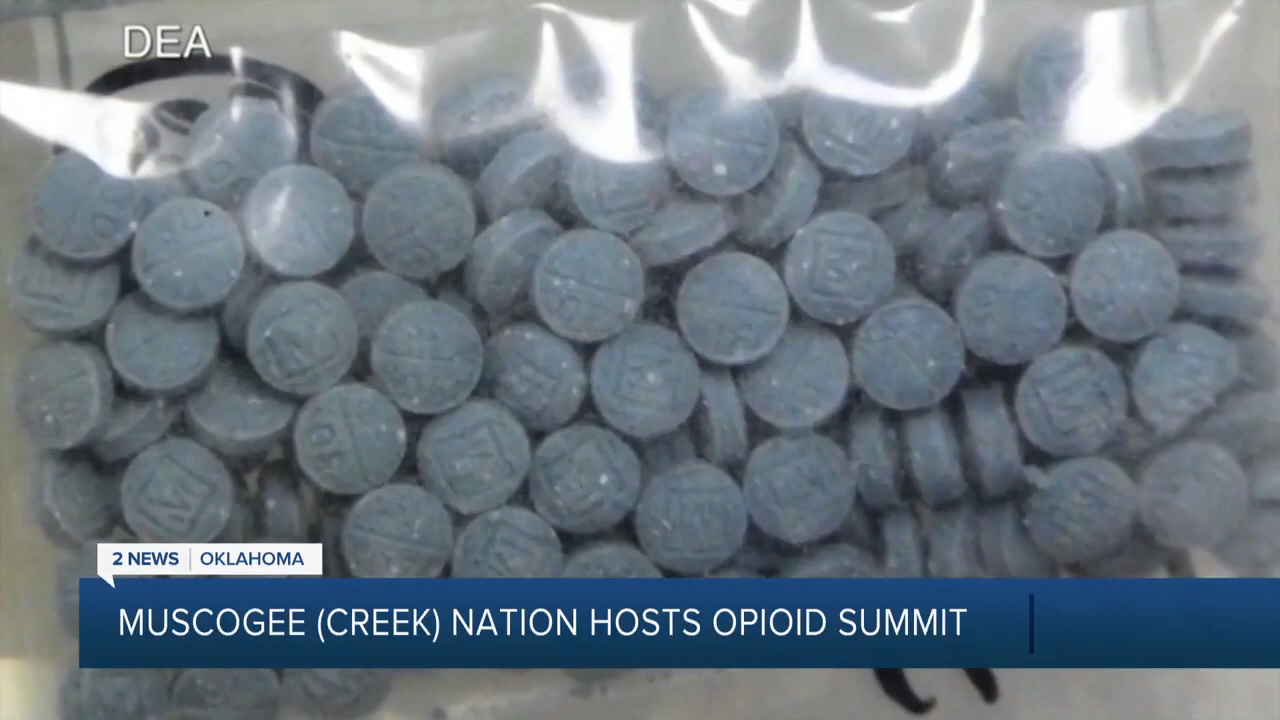 DEA
2 NEWS | OKLAHOMA
MUSCOGEE (CREEK) NATION HOSTS OPIOID SUMMIT